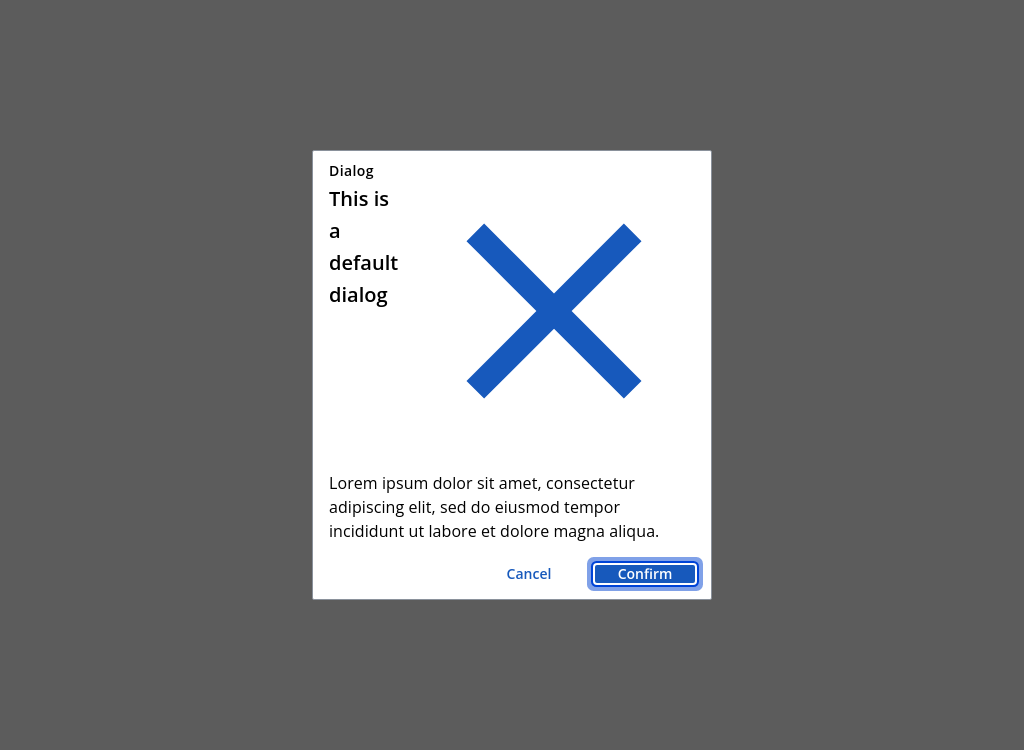 Dialog
This is
a
default
dialog
Lorem ipsum dolor sit amet, consectetur
adipiscing elit, sed do eiusmod tempor
incididunt ut labore et dolore magna aliqua.
Cancel
Confirm